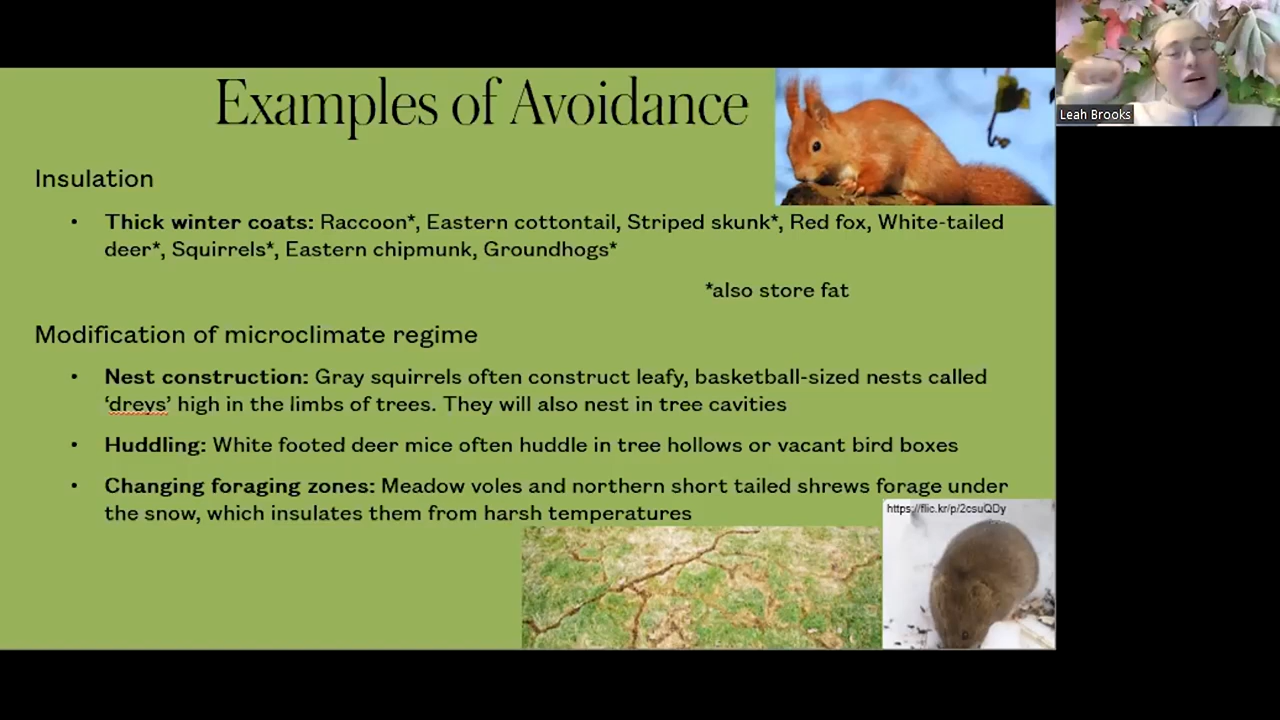 Examples of Avoidance
Leah Brooks
Insulation
• Thick winter coats: Raccoon*, Eastern cottontail, Striped skunk*, Red fox, White-tailed
deer*, Squirrels*, Eastern chipmunk, Groundhogs*
*also store fat
Modification of microclimate regime
• Nest construction: Gray squirrels often construct leafy, basketball-sized nests called
‘dreys’ high in the limbs of trees. They will also nest in tree cavities
• Huddling: White footed deer mice often huddle in tree hollows or vacant bird boxes
• Changing foraging zones: Meadow voles and northern short tailed shrews forage under
the snow, which insulates them from harsh temperatures
https://flic.kr/p/2csuQDy